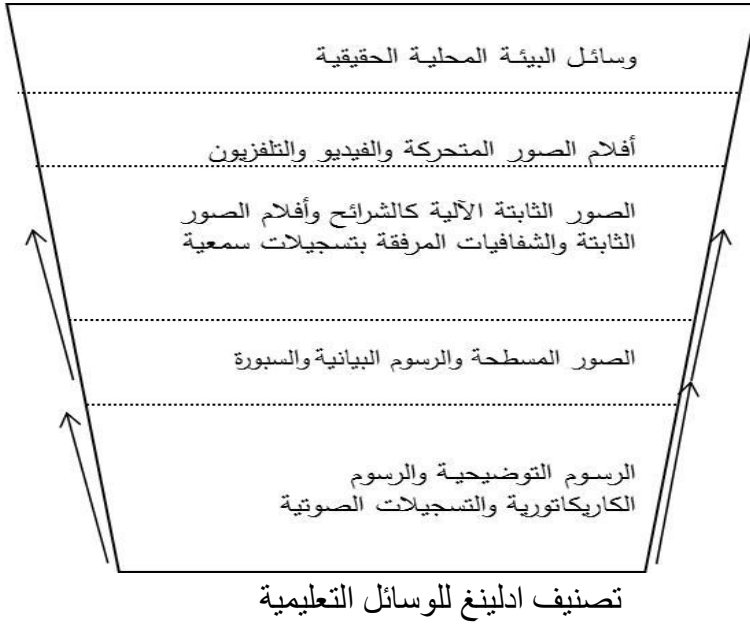 وسائل البيئة المحلية الحقيقية
أفلام الصور المتحركة والفيديو والتلفزيون
الصور الثابتة الآلية كالشرائح وأفلام الصور
الثابتة والشفافيات المرفقة بتسجيلات سمعية
الصور المسطحة والرسوم البيانية والسبورة
الرسوم التوضيحية والرسوم
الكاريكاتورية والتسجيلات الصوتية
تصنيف ادلينغ للوسائل التعليمية